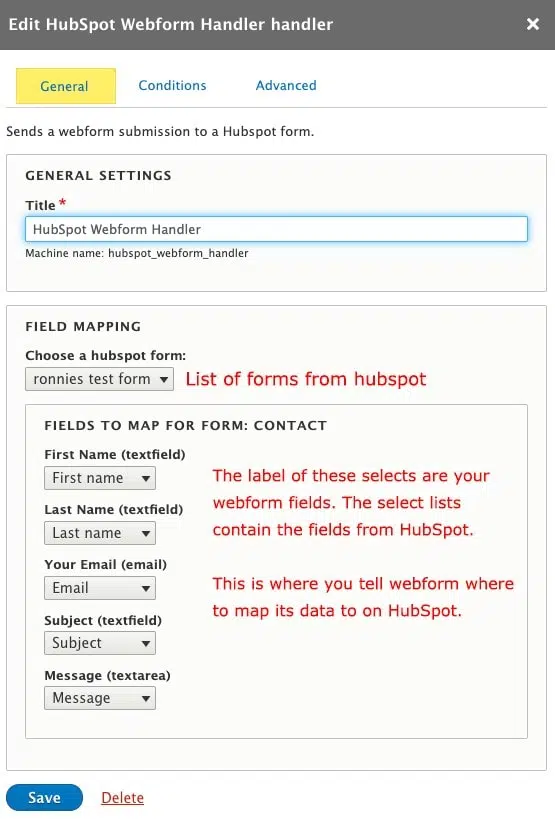 Edit HubSpot Webform Handler handler ×
General Conditions Advanced
Sends a webform submission to a Hubspot form.
GENERAL SETTINGS
Title *
HubSpot Webform Handler
Machine name: hubspot_webform_handler
FIELD MAPPING
Choose a hubspot form:
ronnies test form List of forms from hubspot
FIELDS TO MAP FOR FORM: CONTACT
First Name (textfield)
First name
Last Name (textfield)
Last name
Your Email (email)
Email
Subject (textfield)
Subject
Message (textarea)
Message
The label of these selects are your
webform fields. The select lists
contain the fields from HubSpot.
This is where you tell webform where
to map its data to on HubSpot.
Save Delete